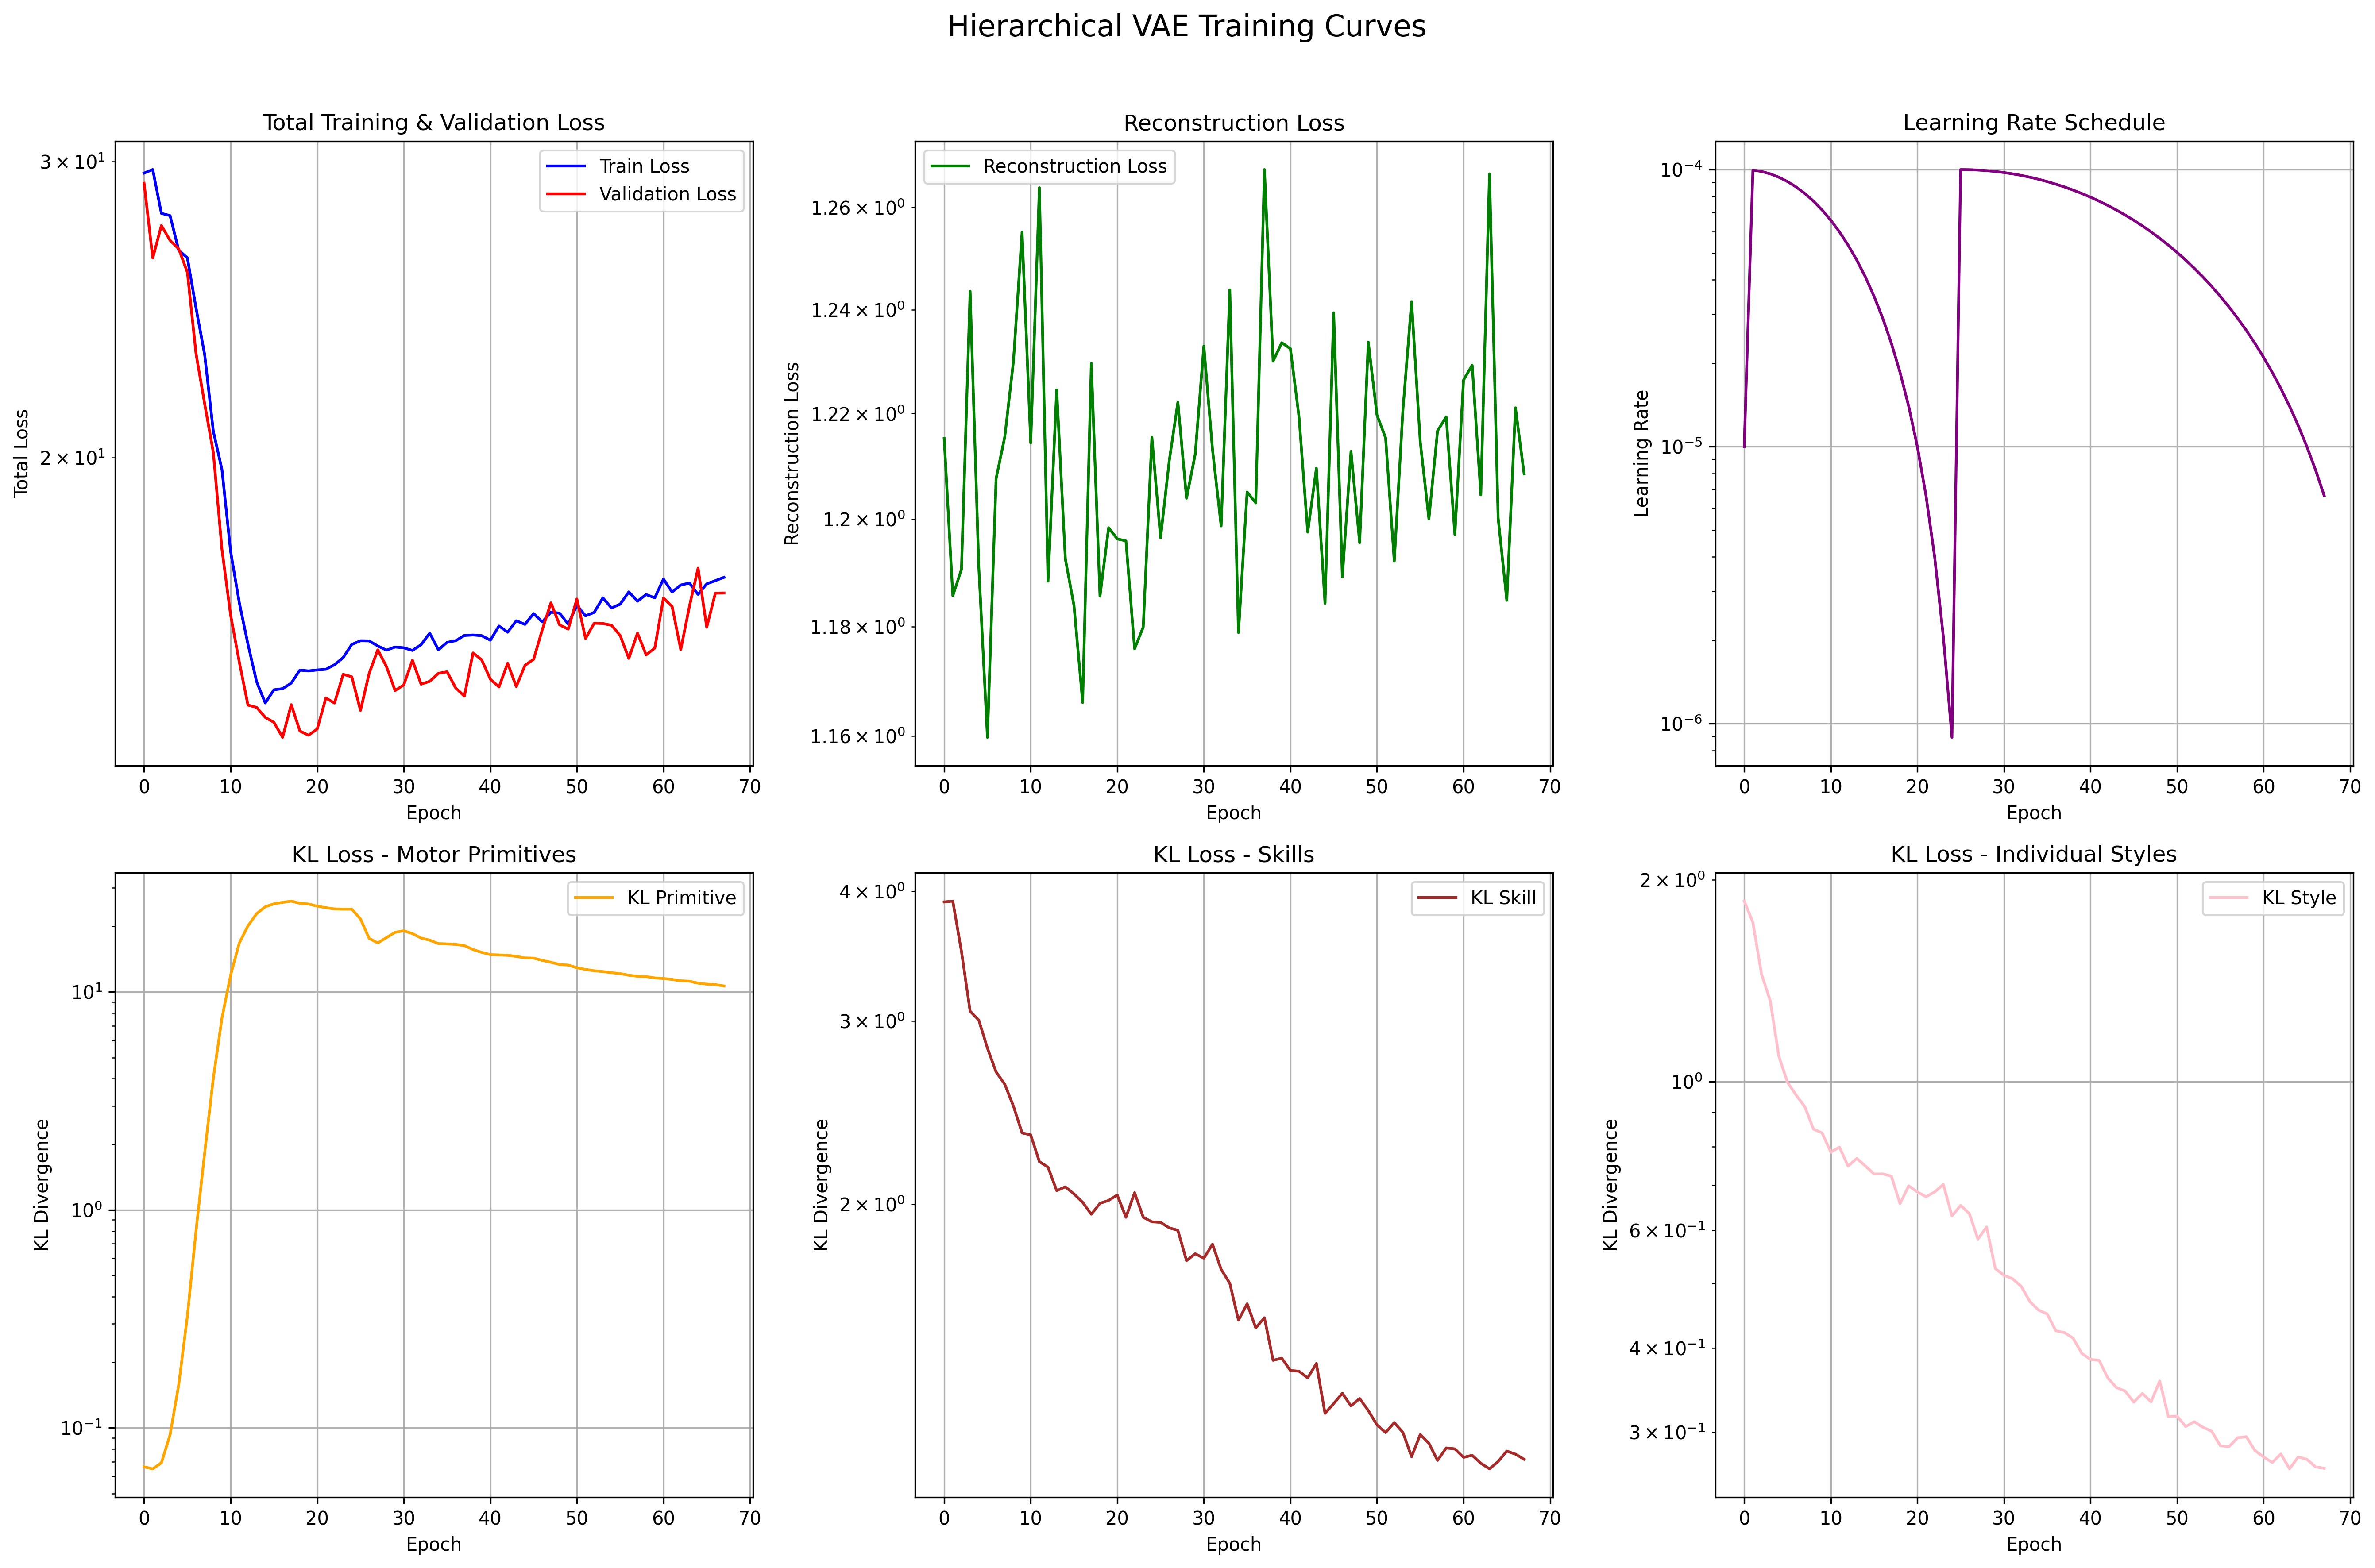 Hierarchical VAE Training Curves
Total Training & Validation Loss
Total Loss
3 × 10¹
2 × 10¹
Train Loss
Validation Loss
0 10 20 30 40 50 60 70
Epoch
Reconstruction Loss
Reconstruction Loss
1.26 × 10⁰
1.24 × 10⁰
1.22 × 10⁰
1.2 × 10⁰
1.18 × 10⁰
1.16 × 10⁰
Reconstruction Loss
0 10 20 30 40 50 60 70
Epoch
Learning Rate Schedule
Learning Rate
10⁻⁴
10⁻⁵
10⁻⁶
0 10 20 30 40 50 60 70
Epoch
KL Loss - Motor Primitives
KL Divergence
10¹
10⁰
10⁻¹
KL Primitive
0 10 20 30 40 50 60 70
Epoch
KL Loss - Skills
KL Divergence
4 × 10⁰
3 × 10⁰
2 × 10⁰
KL Skill
0 10 20 30 40 50 60 70
Epoch
KL Loss - Individual Styles
KL Divergence
2 × 10⁰
10⁰
6 × 10⁻¹
4 × 10⁻¹
3 × 10⁻¹
KL Style
0 10 20 30 40 50 60 70
Epoch